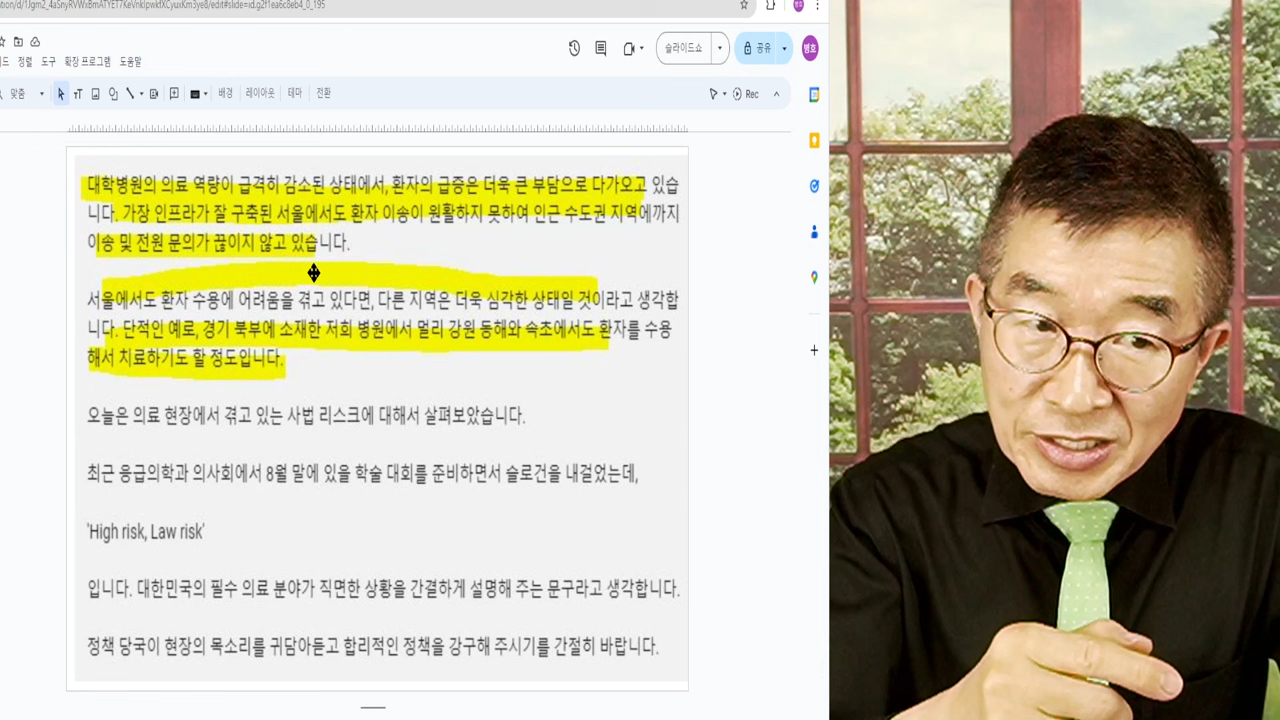 정렬 도구 확장 프로그램 도움말
슬라이드쇼
공유
병호
맞춤
배경 레이아웃 테마 전환
Rec
대학병원의 의료 역량이 급격히 감소된 상태에서, 환자의 급증은 더욱 큰 부담으로 다가오고 있습
니다. 가장 인프라가 잘 구축된 서울에서도 환자 이송이 원활하지 못하여 인근 수도권 지역에까지
이송 및 전원 문의가 끊이지 않고 있습니다.
서울에서도 환자 수용에 어려움을 겪고 있다면, 다른 지역은 더욱 심각한 상태일 것이라고 생각합
니다. 단적인 예로, 경기 북부에 소재한 저희 병원에서 멀리 강원 동해와 속초에서도 환자를 수용
해서 치료하기도 할 정도입니다.
오늘은 의료 현장에서 겪고 있는 사법 리스크에 대해서 살펴보았습니다.
최근 응급의학과 의사회에서 8월 말에 있을 학술 대회를 준비하면서 슬로건을 내걸었는데,
'High risk, Law risk'
입니다. 대한민국의 필수 의료 분야가 직면한 상황을 간결하게 설명해 주는 문구라고 생각합니다.
정책 당국이 현장의 목소리를 귀담아듣고 합리적인 정책을 강구해 주시기를 간절히 바랍니다.